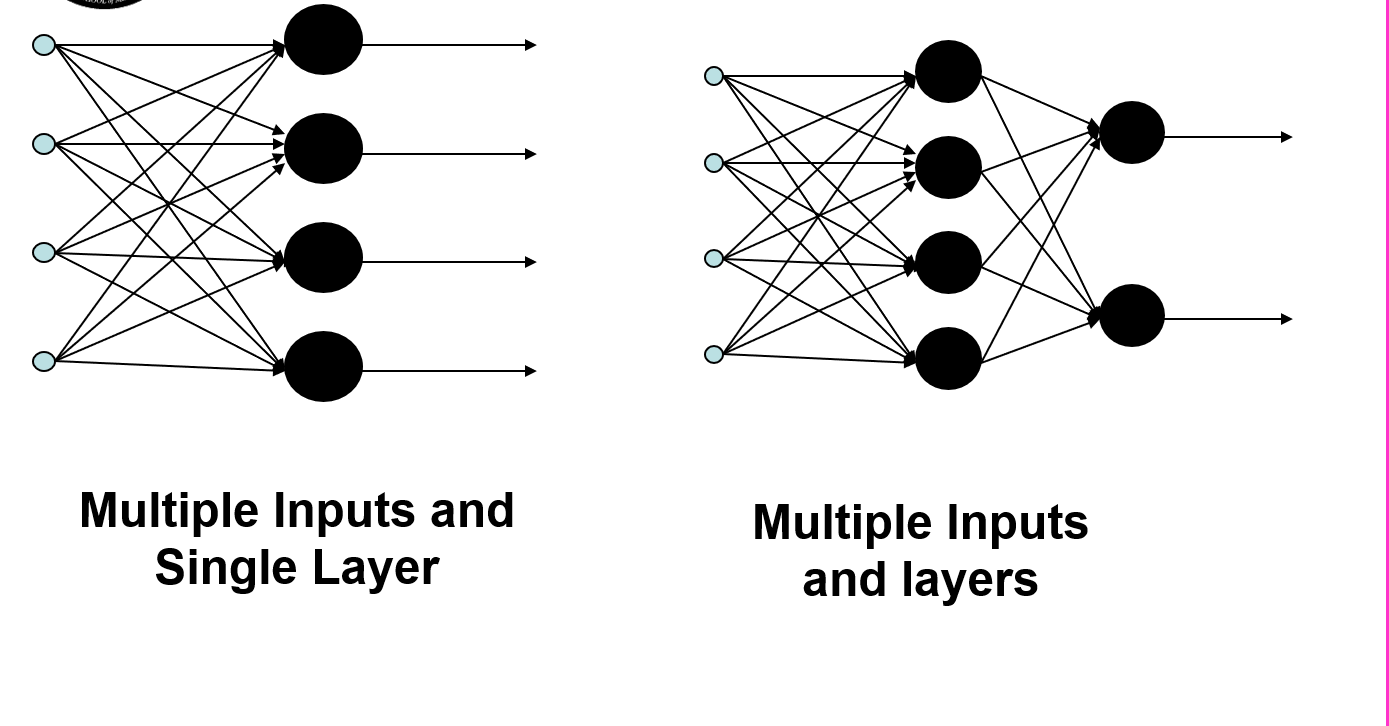 Multiple Inputs and
Single Layer
Multiple Inputs
and layers